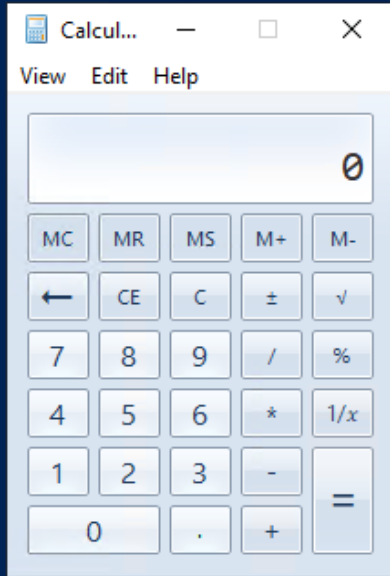 Calcul...
View Edit Help
0
MC MR MS M+ M-
← CE C ± √
7 8 9 / %
4 5 6 * 1/x
1 2 3 - =
0 . +